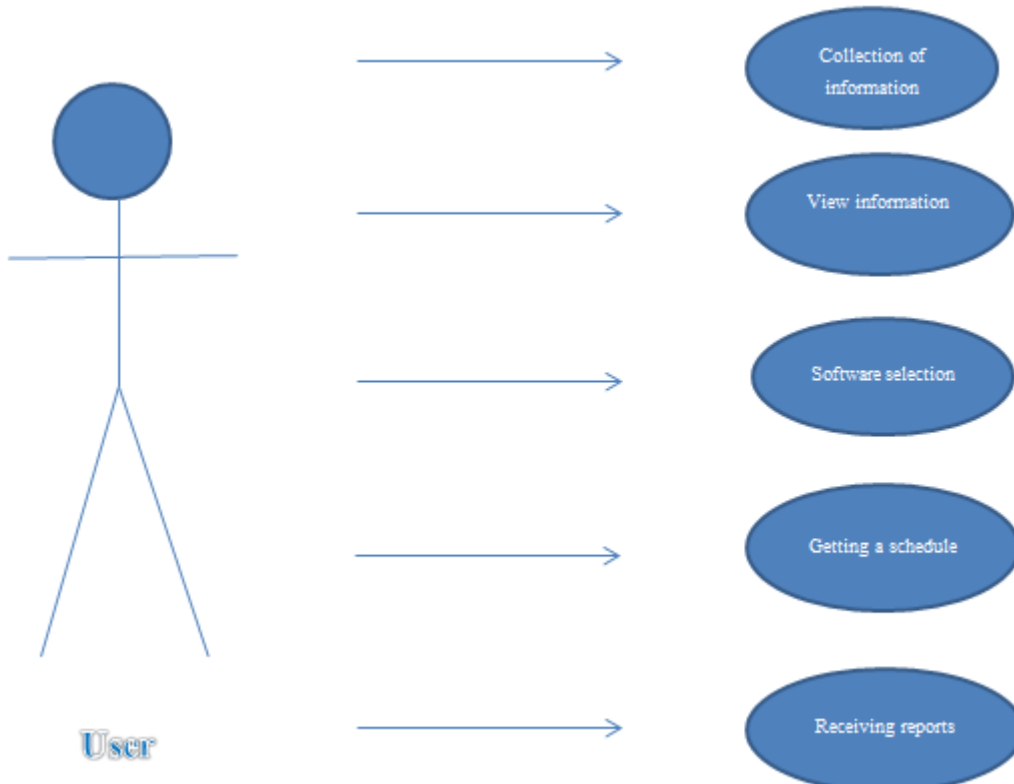 Collection of
information
View information
Software selection
Getting a schedule
Receiving reports
User